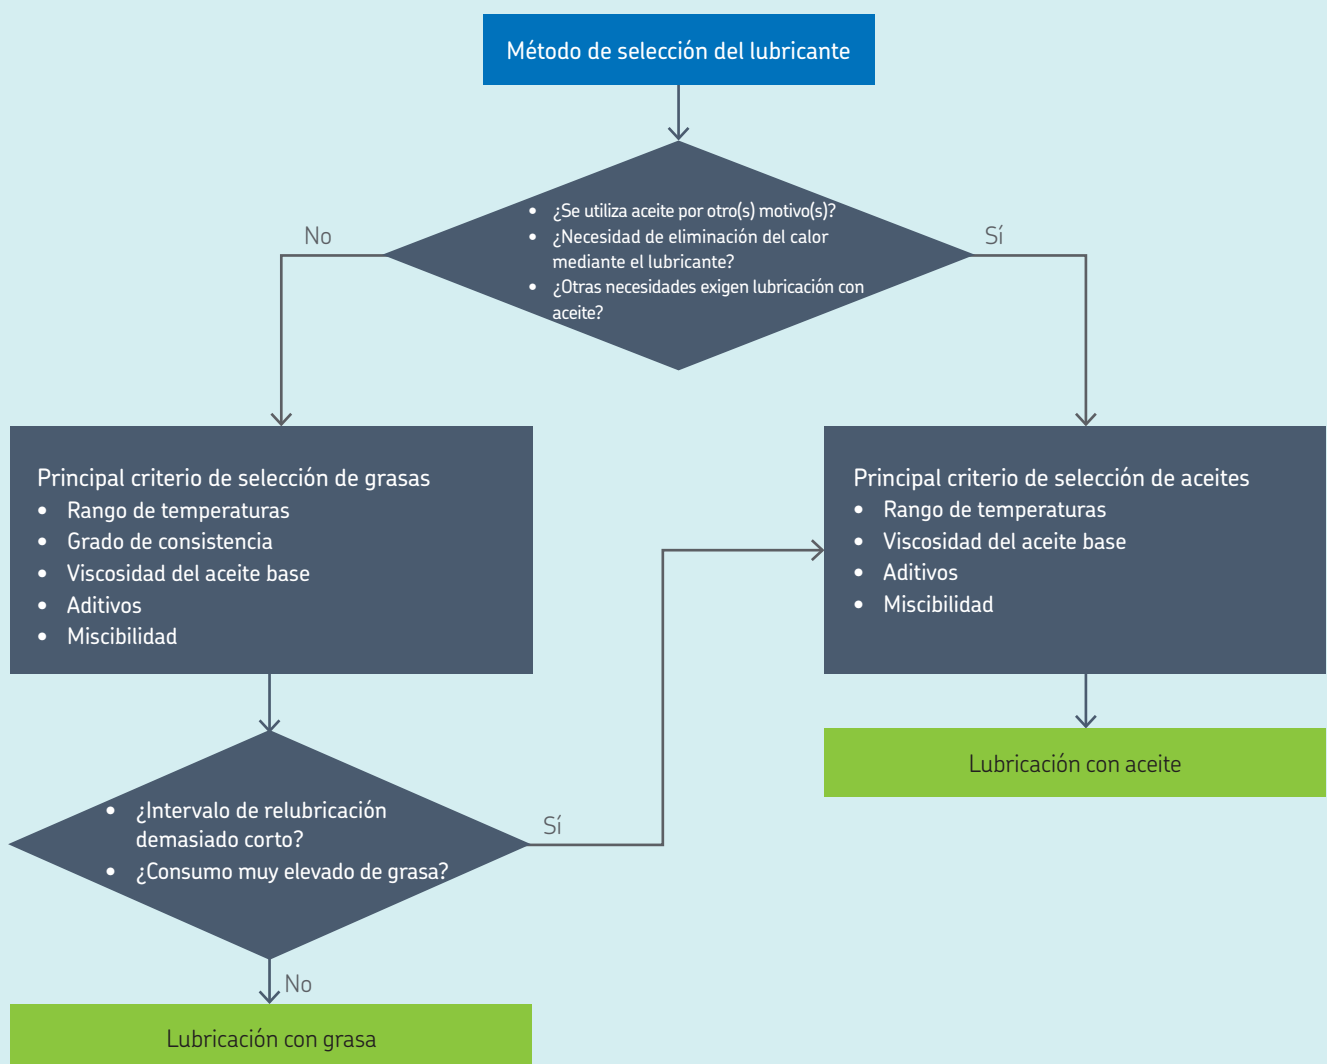 Método de selección del lubricante
• ¿Se utiliza aceite por otro(s) motivo(s)?
• ¿Necesidad de eliminación del calor
mediante el lubricante?
• ¿Otras necesidades exigen lubricación con
aceite?
No
Sí
Principal criterio de selección de grasas
• Rango de temperaturas
• Grado de consistencia
• Viscosidad del aceite base
• Aditivos
• Miscibilidad
Principal criterio de selección de aceites
• Rango de temperaturas
• Viscosidad del aceite base
• Aditivos
• Miscibilidad
• ¿Intervalo de relubricación
demasiado corto?
• ¿Consumo muy elevado de grasa?
Sí
Lubricación con aceite
No
Lubricación con grasa